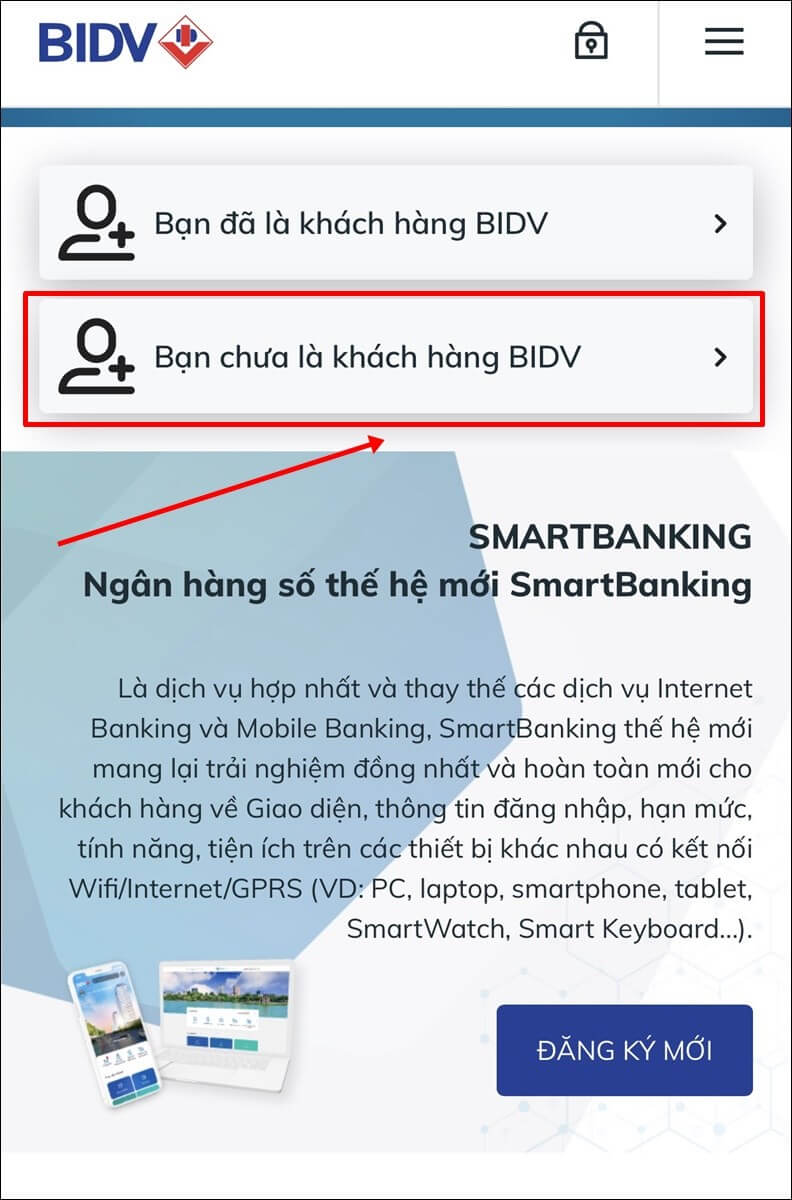 BIDV
Bạn đã là khách hàng BIDV
Bạn chưa là khách hàng BIDV
SMARTBANKING
Ngân hàng số thế hệ mới SmartBanking
Là dịch vụ hợp nhất và thay thế các dịch vụ Internet
Banking và Mobile Banking, SmartBanking thế hệ mới
mang lại trải nghiệm đồng nhất và hoàn toàn mới cho
khách hàng về Giao diện, thông tin đăng nhập, hạn mức,
tính năng, tiện ích trên các thiết bị khác nhau có kết nối
Wifi/Internet/GPRS (VD: PC, laptop, smartphone, tablet,
SmartWatch, Smart Keyboard...).
ĐĂNG KÝ MỚI